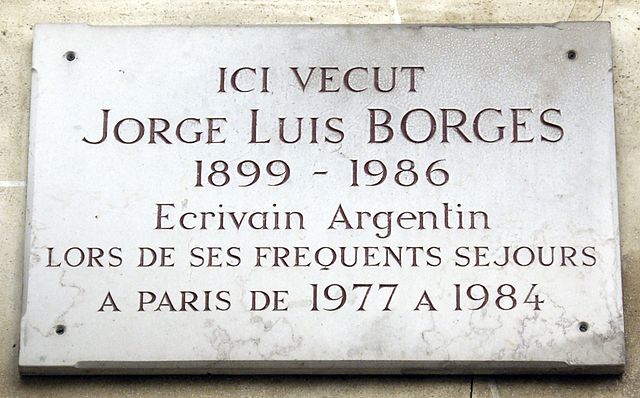 ICI VECUT
JORGE LUIS BORGES
1899 - 1986
Ecrivain Argentin
LORS DE SES FREQUENTS SEJOURS
A PARIS DE 1977 A 1984